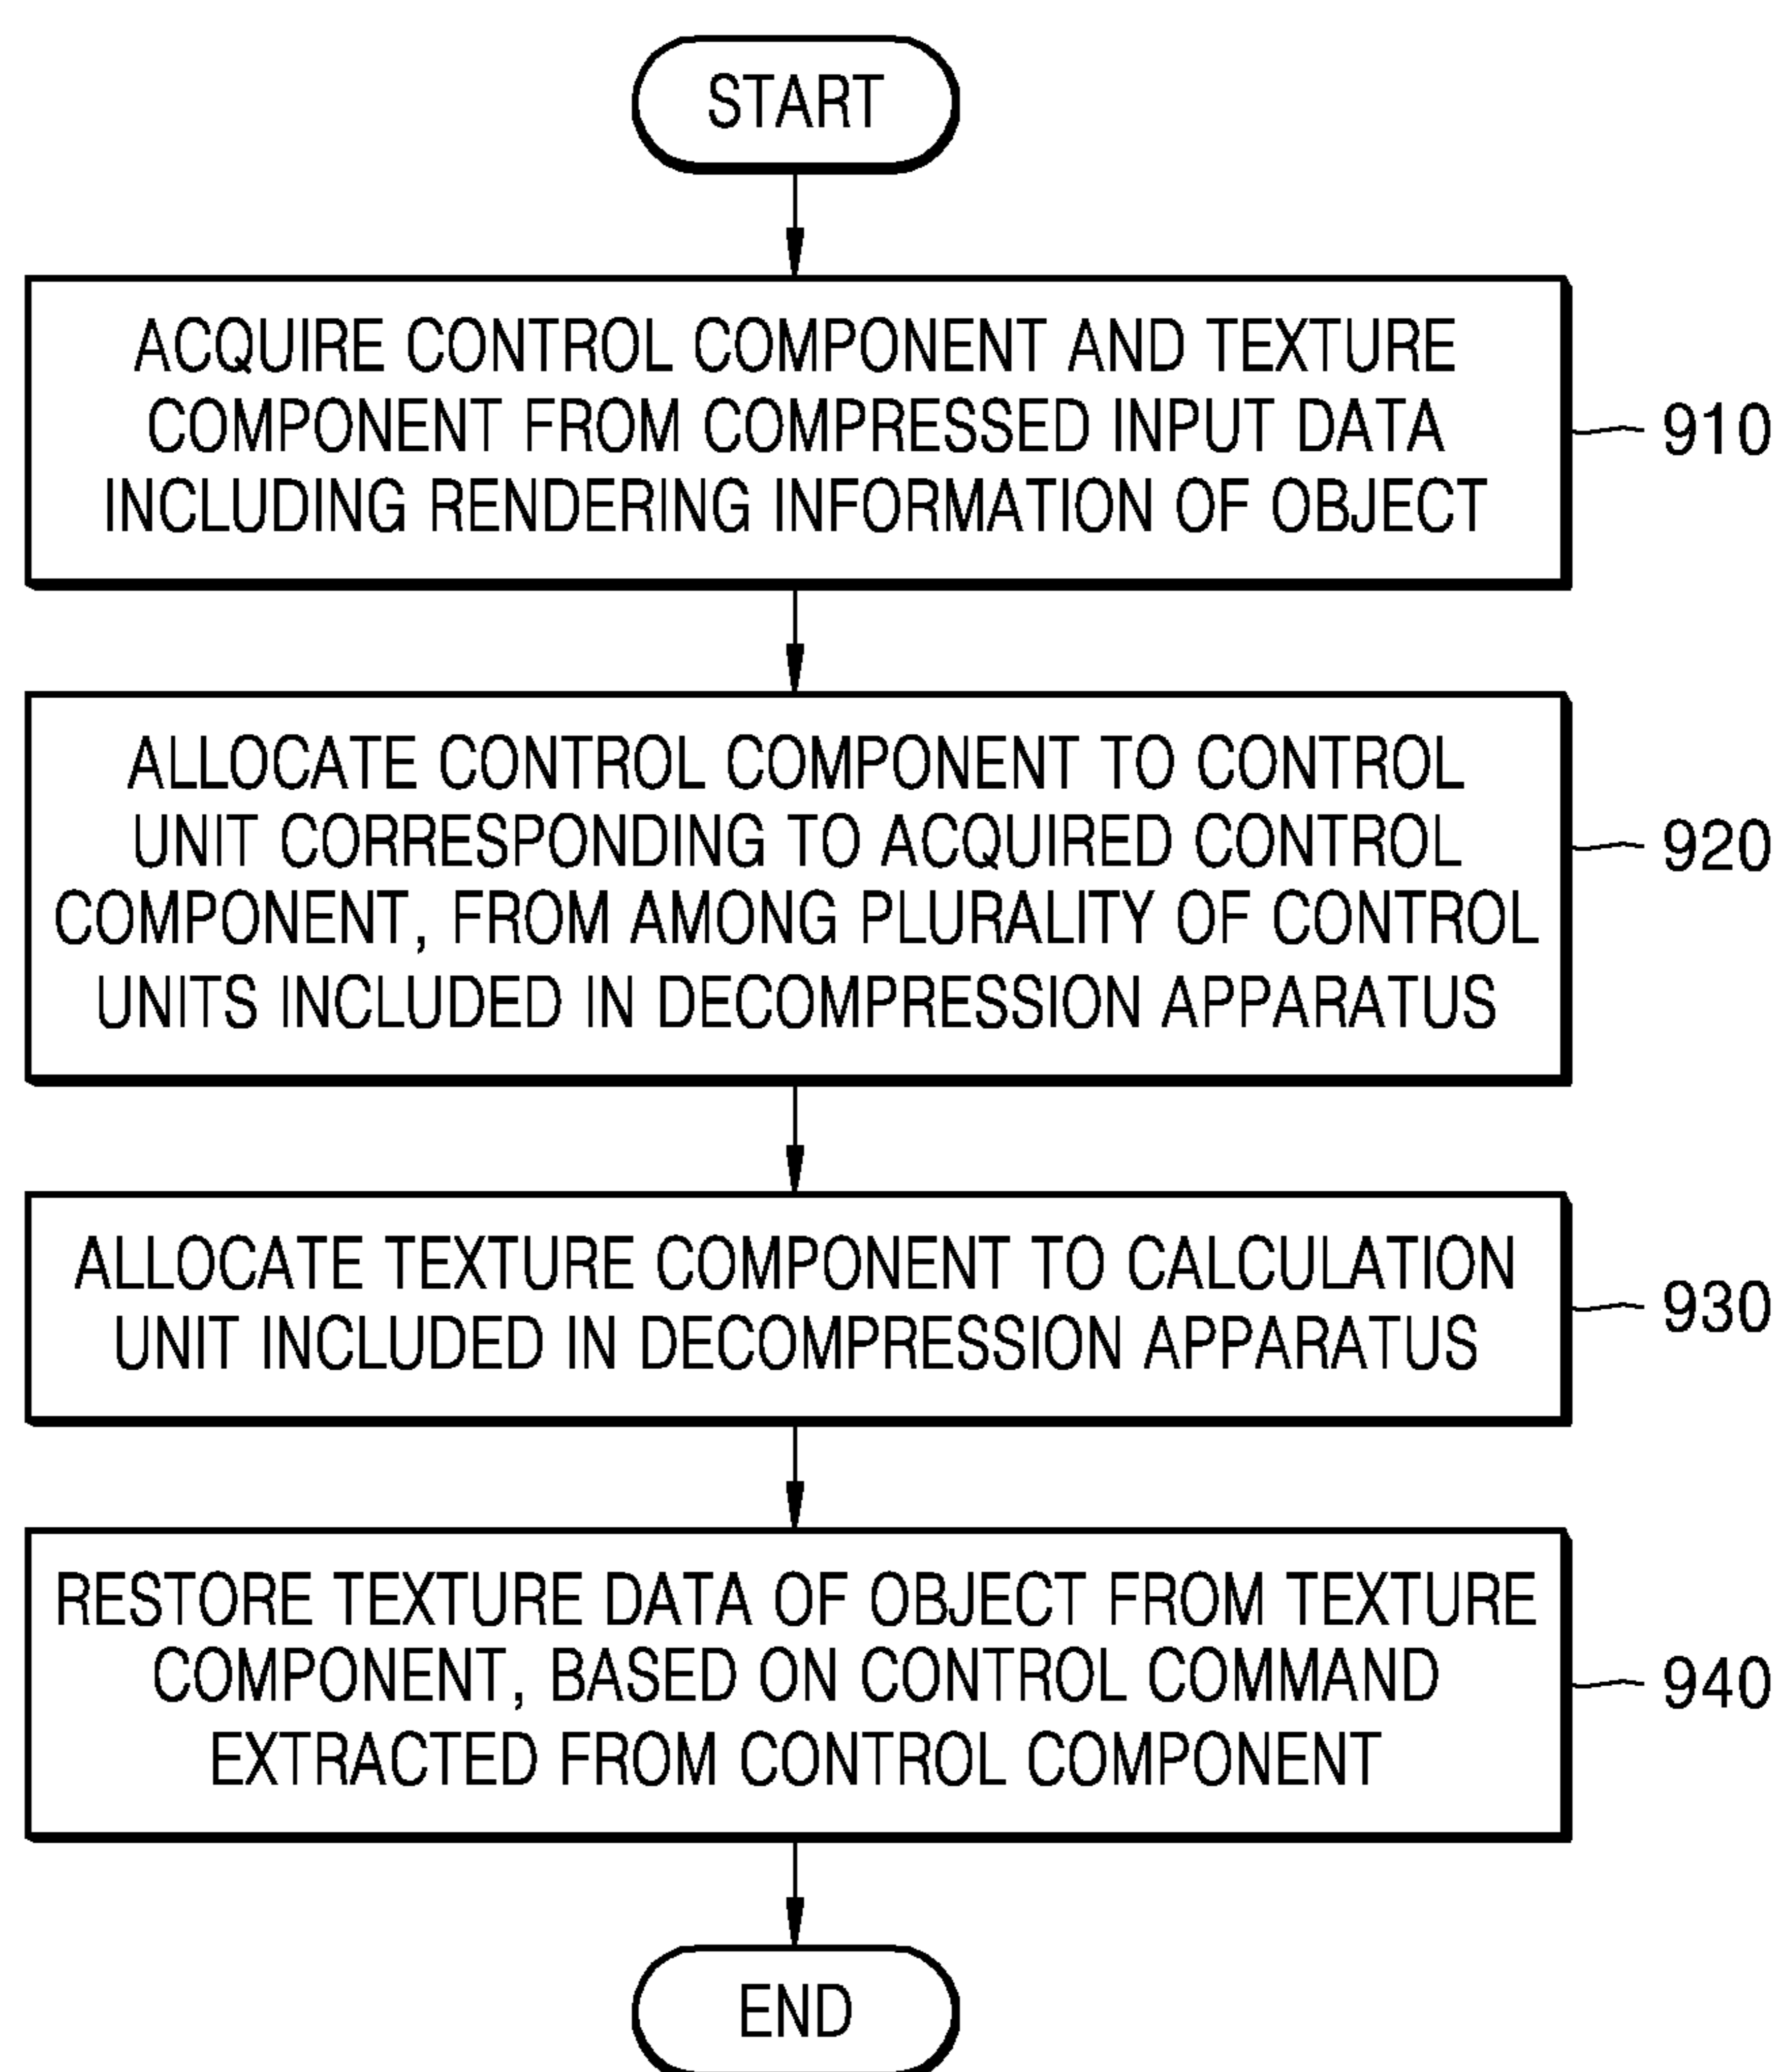 START
ACQUIRE CONTROL COMPONENT AND TEXTURE
COMPONENT FROM COMPRESSED INPUT DATA
INCLUDING RENDERING INFORMATION OF OBJECT
910
ALLOCATE CONTROL COMPONENT TO CONTROL
UNIT CORRESPONDING TO ACQUIRED CONTROL
COMPONENT, FROM AMONG PLURALITY OF CONTROL
UNITS INCLUDED IN DECOMPRESSION APPARATUS
920
ALLOCATE TEXTURE COMPONENT TO CALCULATION
UNIT INCLUDED IN DECOMPRESSION APPARATUS
930
RESTORE TEXTURE DATA OF OBJECT FROM TEXTURE
COMPONENT, BASED ON CONTROL COMMAND
EXTRACTED FROM CONTROL COMPONENT
940
END